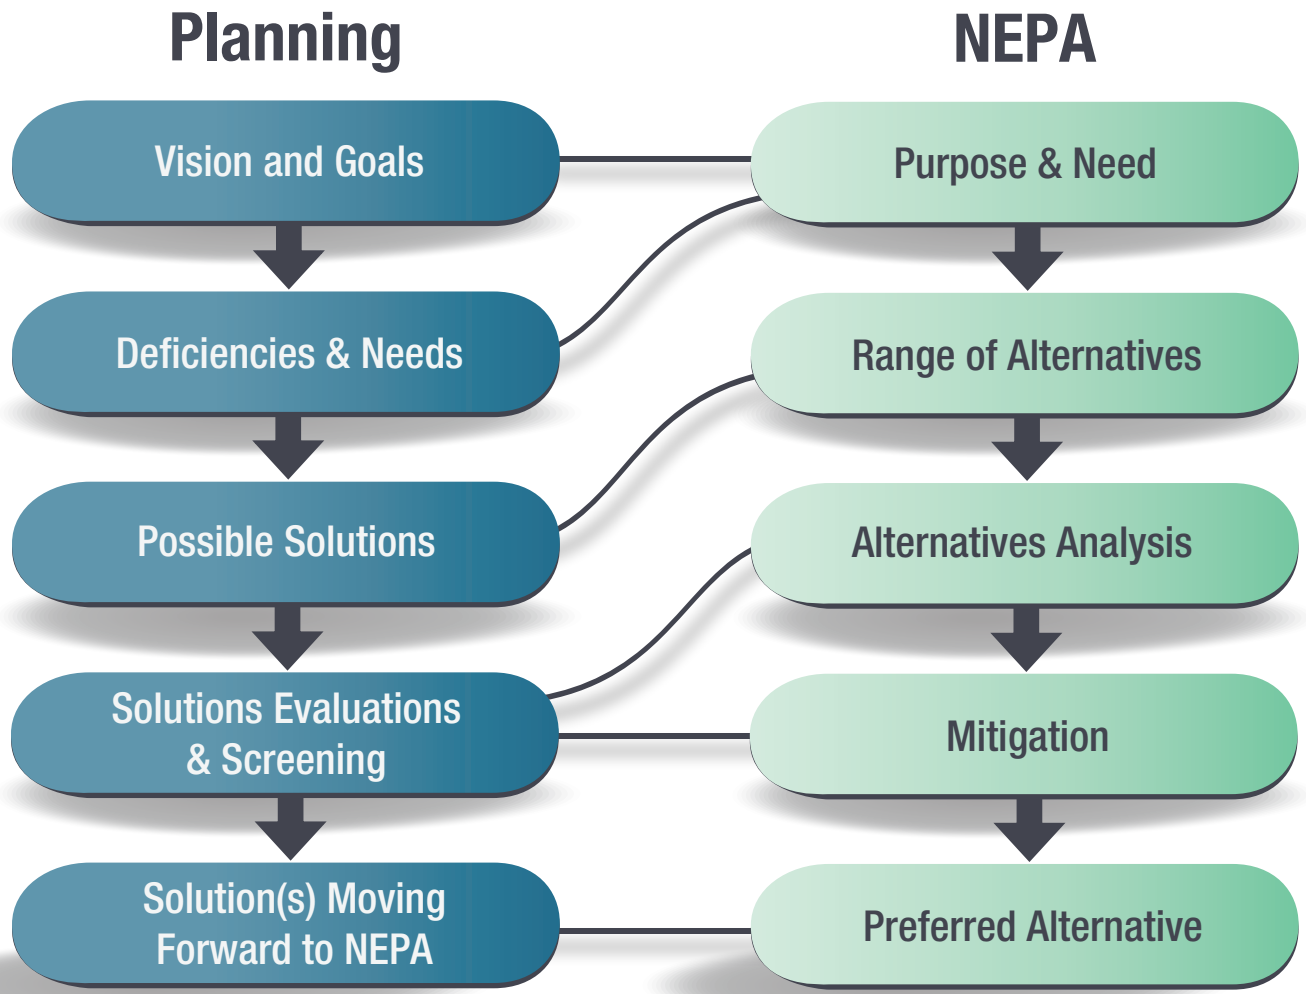 Planning
Vision and Goals
Deficiencies & Needs
Possible Solutions
Solutions Evaluations
& Screening
Solution(s) Moving
Forward to NEPA
NEPA
Purpose & Need
Range of Alternatives
Alternatives Analysis
Mitigation
Preferred Alternative